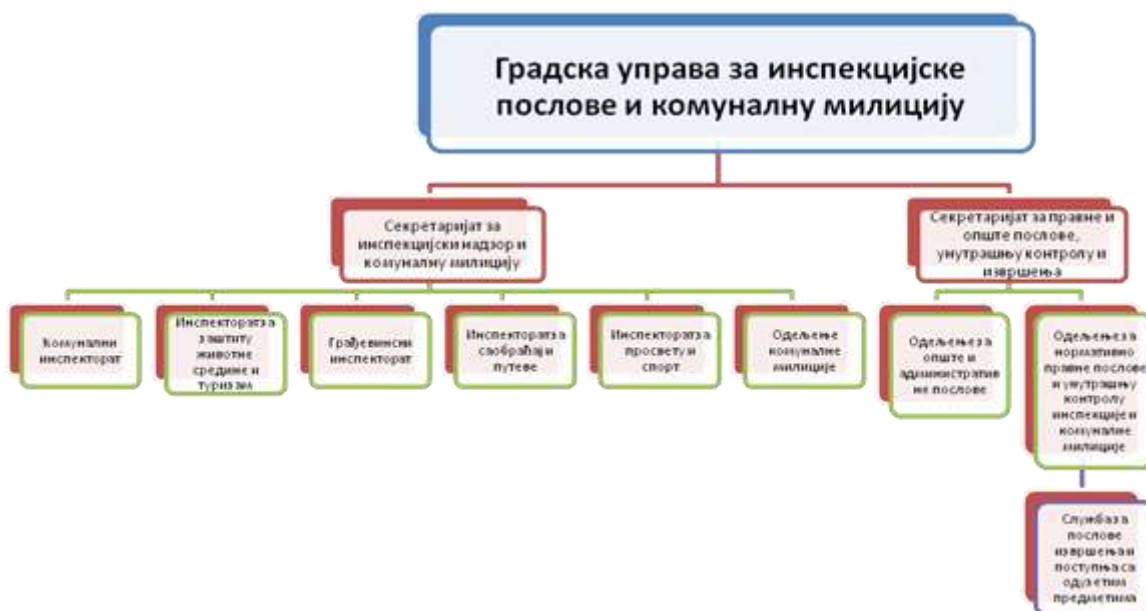 Градска управа за инспекцијске
послове и комуналну милицију
Секретаријат за
инспекцијски надзор и
комуналну милицију
Секретаријат за правне и
опште послове,
унутрашњу контролу и
извршења
Комунални
инспекторат
Инспекторат за
заштиту
животне
средине и
туризам
Грађевински
инспекторат
Инспекторат за
саобраћај и
путеве
Инспекторат за
просвету и
спорт
Одељење
комуналне
милиције
Одељење за
опште и
административ
не послове
Одељење за
нормативно
правне послове
и унутрашњу
контролу
инспекције и
комуналне
милиције
Служба за
послове
извршења и
поступња са
одузетим
предметима